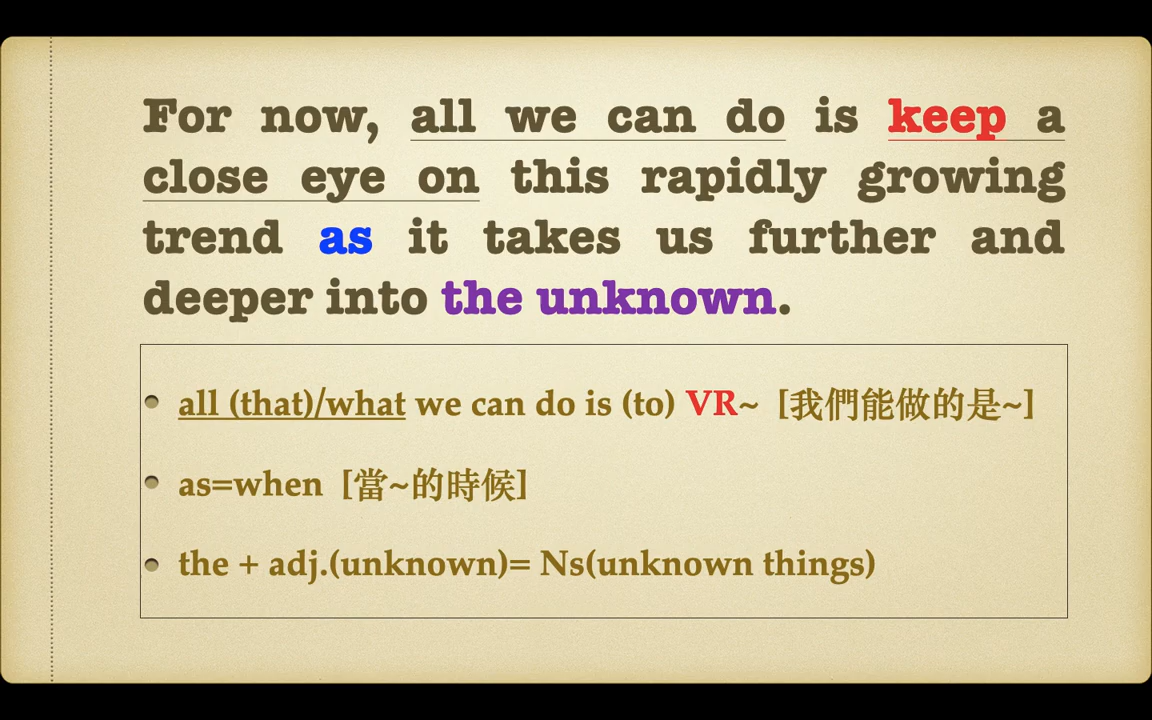 For now, all we can do is keep a
close eye on this rapidly growing
trend as it takes us further and
deeper into the unknown.
all (that)/what we can do is (to) VR~ [我們能做的是~]
as=when [當~的時候]
the + adj.(unknown)= Ns(unknown things)